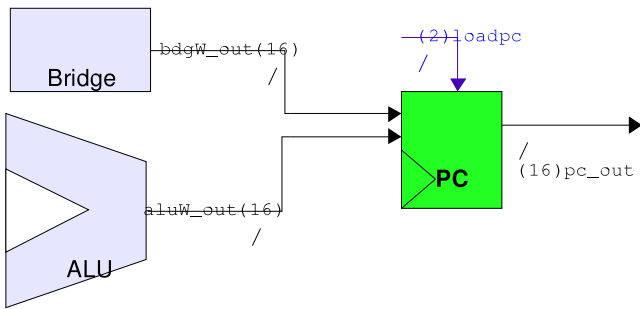 (2)loadpc
bdgW_out(16)
/
/
Bridge
/
(16)pc_out
PC
aluW_out(16)
/
ALU